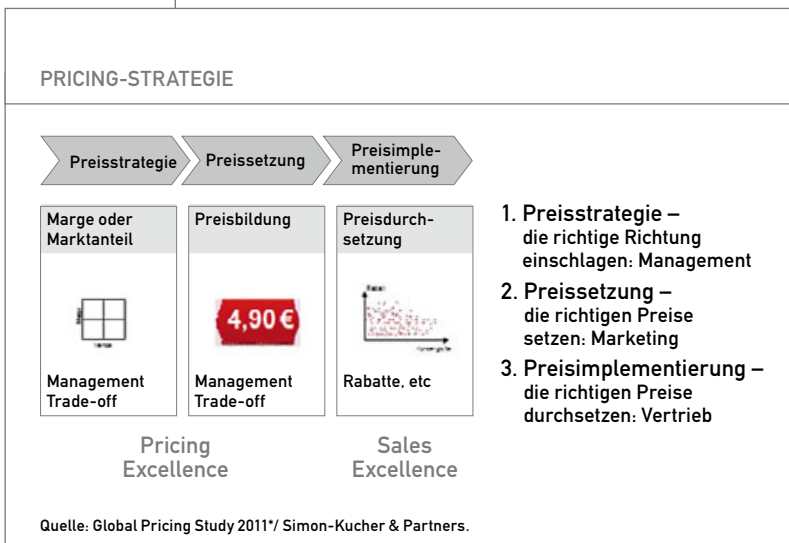 PRICING-STRATEGIE
Preisstrategie
Preissetzung
Preisimple-
mentierung
Marge oder
Marktanteil
Management
Trade-off
Preisbildung
4,90 €
Management
Trade-off
Preisdurch-
setzung
Rabatte, etc
Pricing
Excellence
Sales
Excellence
1. Preisstrategie –
die richtige Richtung
einschlagen: Management
2. Preissetzung –
die richtigen Preise
setzen: Marketing
3. Preisimplementierung –
die richtigen Preise
durchsetzen: Vertrieb
Quelle: Global Pricing Study 2011*/ Simon-Kucher & Partners.